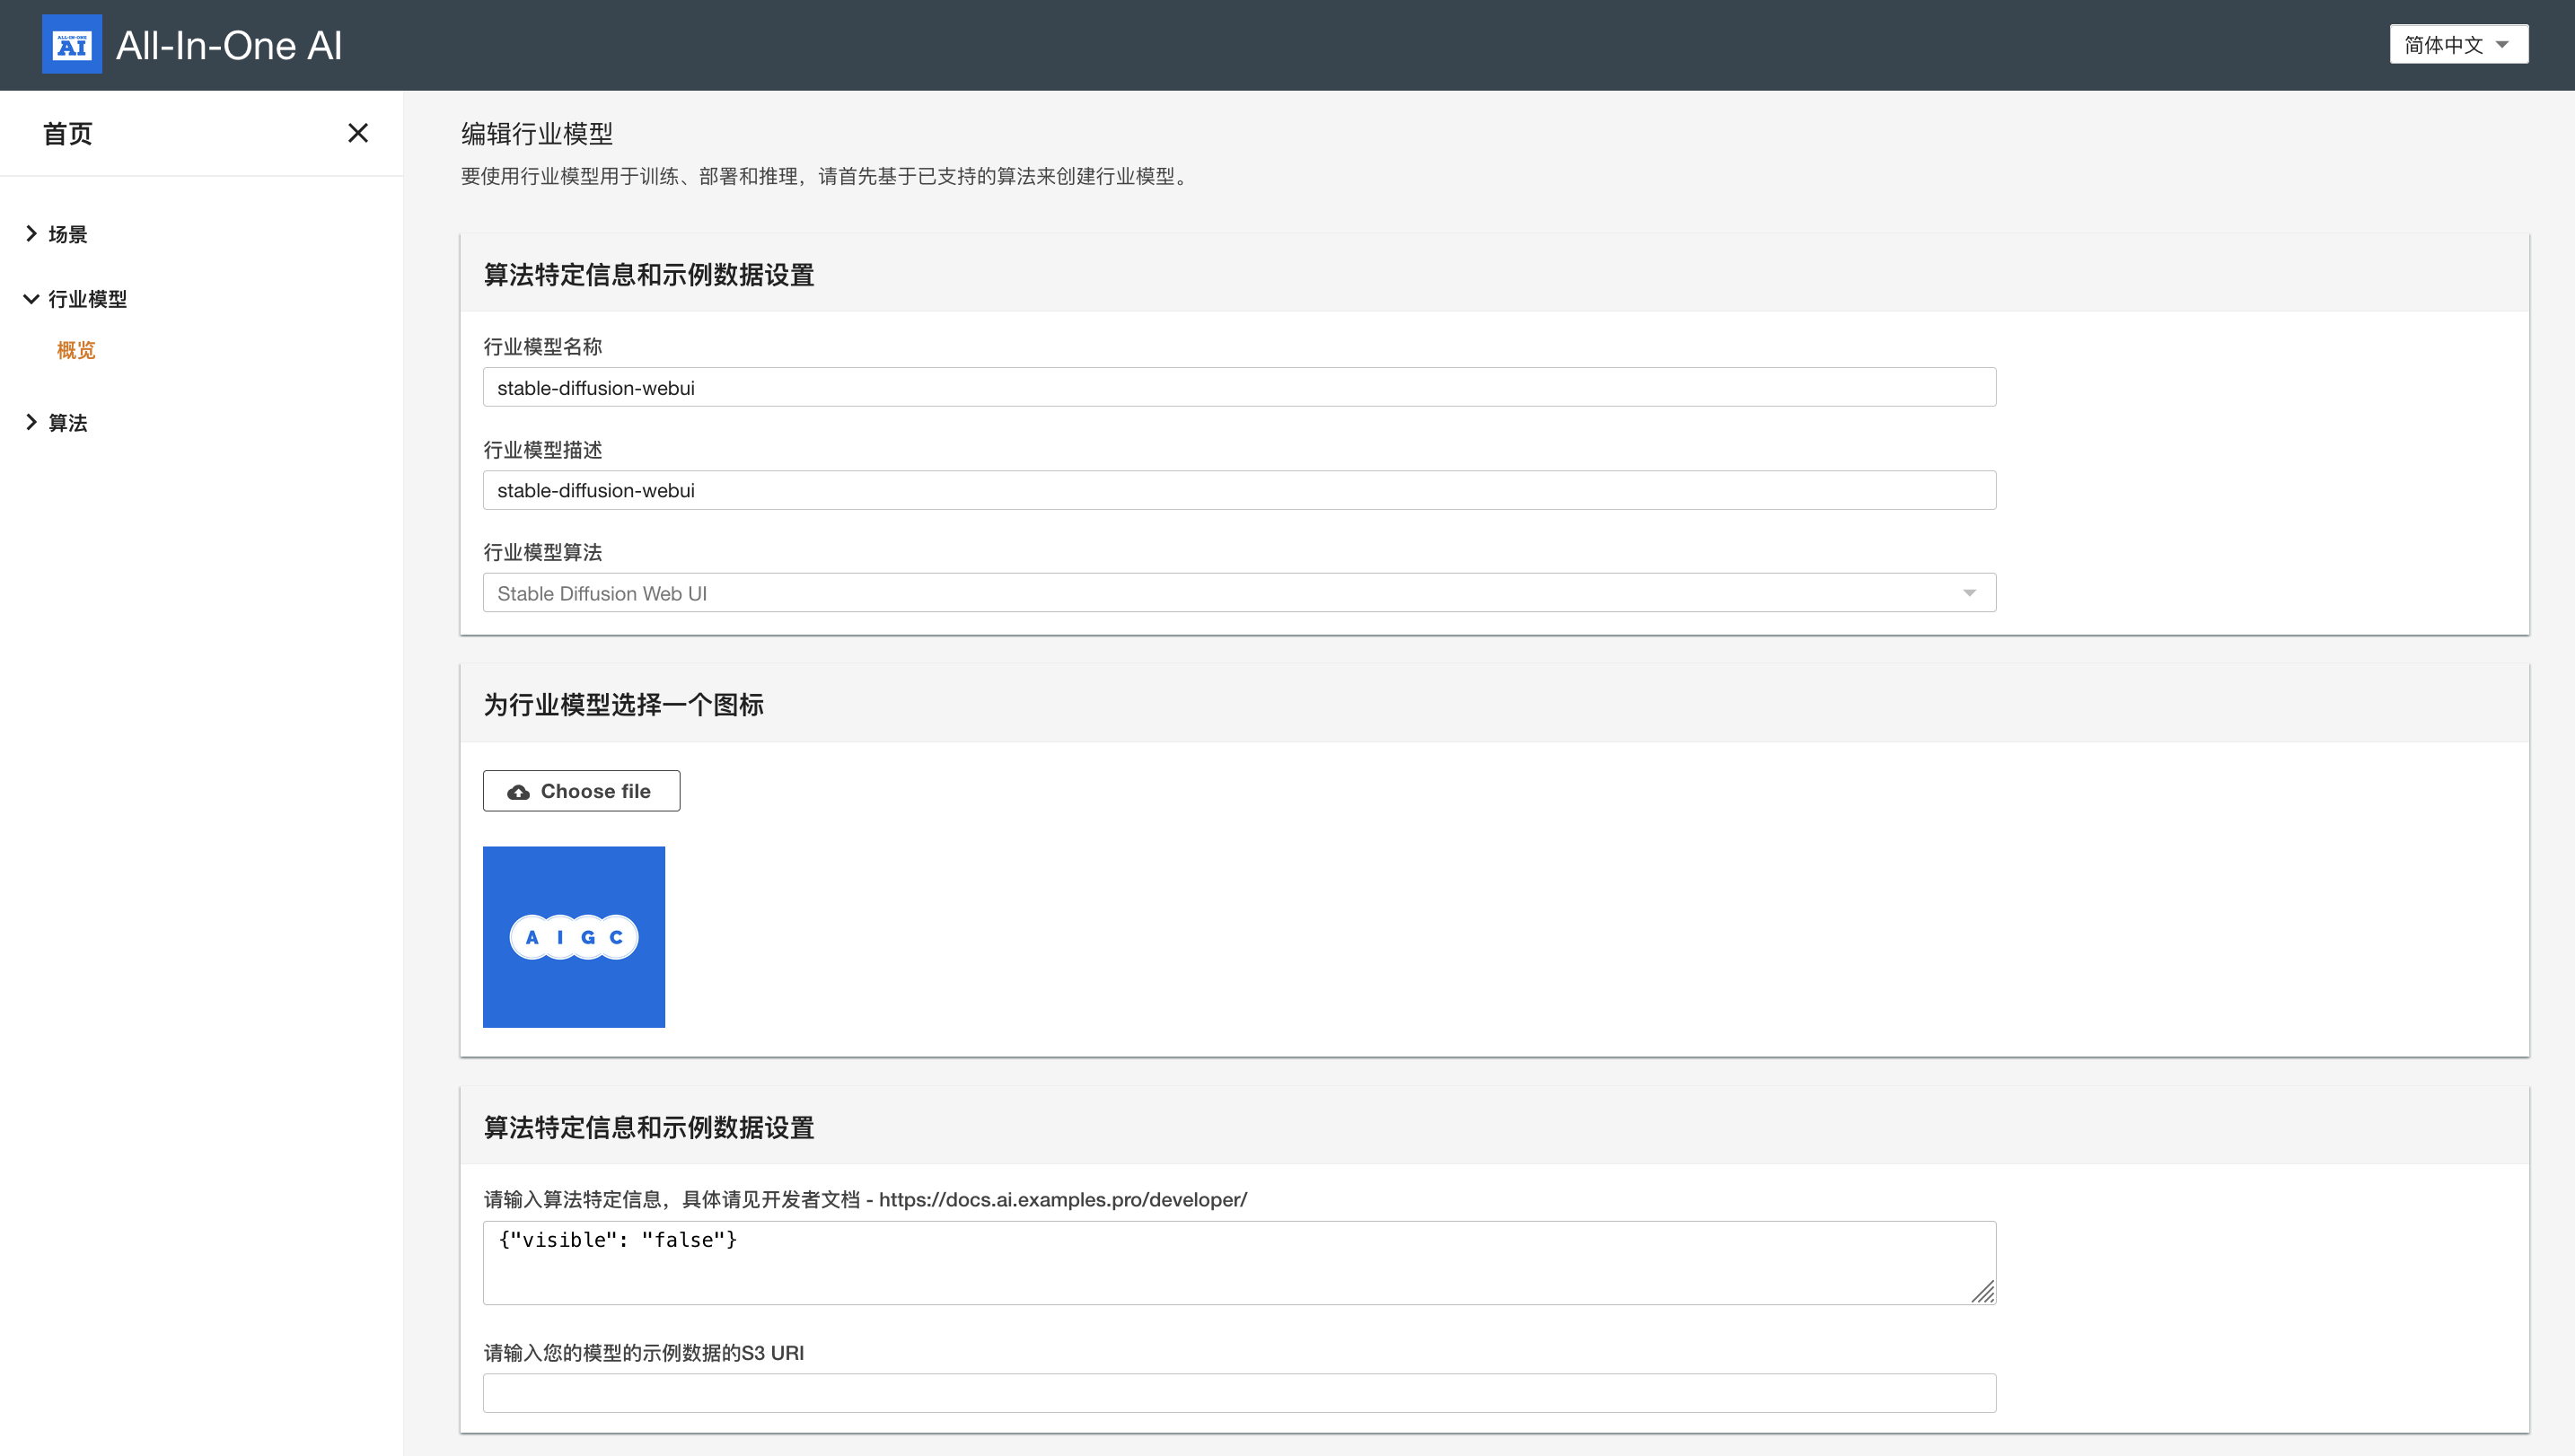 ALL-IN-ONE
AI
All-In-One AI
简体中文
首页
场景
行业模型
概览
算法
编辑行业模型
要使用行业模型用于训练、部署和推理，请首先基于已支持的算法来创建行业模型。
算法特定信息和示例数据设置
行业模型名称
stable-diffusion-webui
行业模型描述
stable-diffusion-webui
行业模型算法
Stable Diffusion Web UI
为行业模型选择一个图标
Choose file
A I G C
算法特定信息和示例数据设置
请输入算法特定信息，具体请见开发者文档 - https://docs.ai.examples.pro/developer/
{"visible": "false"}
请输入您的模型的示例数据的S3 URI